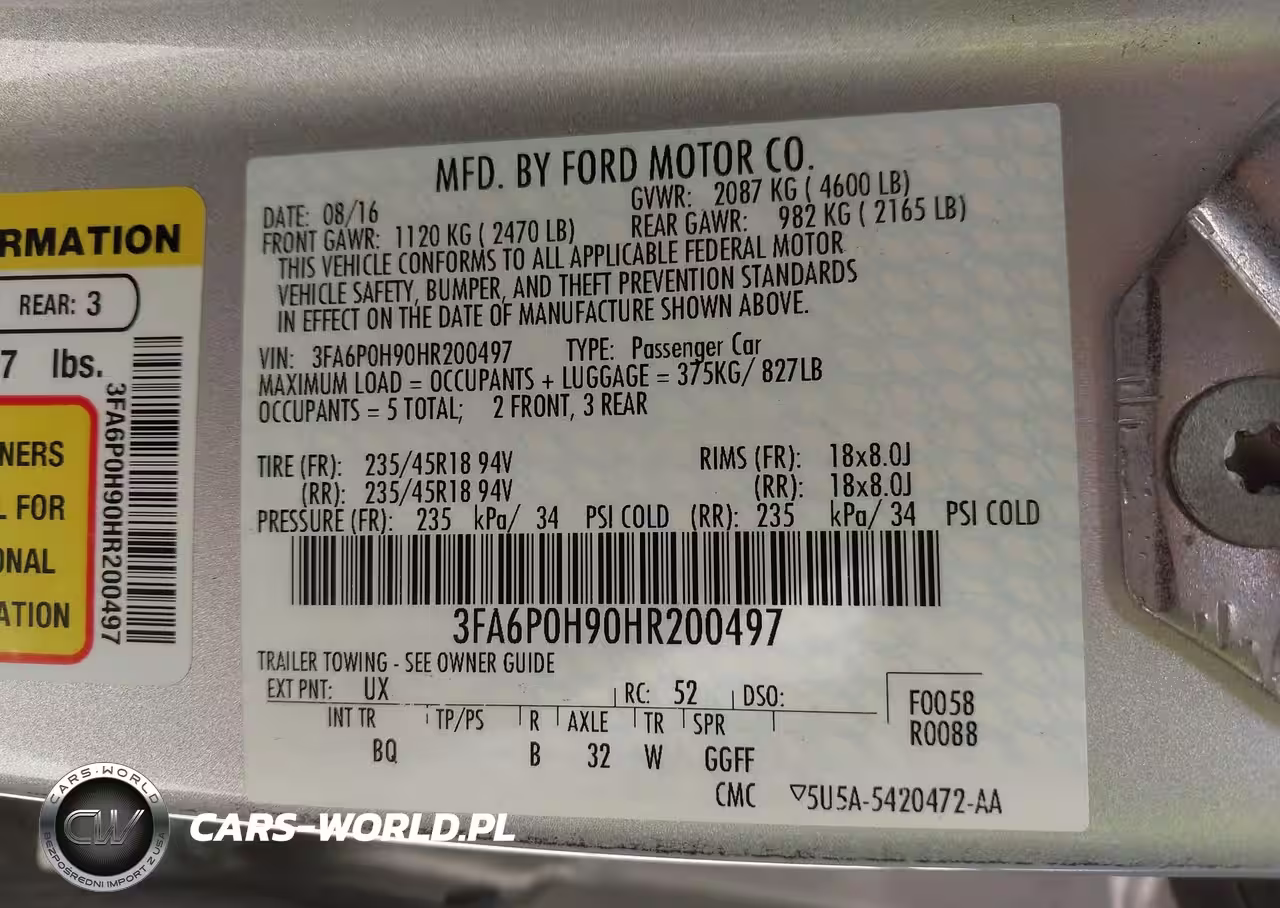 RMATION
REAR: 3
7 lbs.
NERS
L FOR
ONAL
ATION
3FA6P0H90HR200497
MFD. BY FORD MOTOR CO.
DATE: 08/16 GVWR: 2087 KG ( 4600 LB)
FRONT GAWR: 1120 KG ( 2470 LB) REAR GAWR: 982 KG ( 2165 LB)
THIS VEHICLE CONFORMS TO ALL APPLICABLE FEDERAL MOTOR
VEHICLE SAFETY, BUMPER, AND THEFT PREVENTION STANDARDS
IN EFFECT ON THE DATE OF MANUFACTURE SHOWN ABOVE.
VIN: 3FA6P0H90HR200497 TYPE: Passenger Car
MAXIMUM LOAD = OCCUPANTS + LUGGAGE = 375KG/ 827LB
OCCUPANTS = 5 TOTAL; 2 FRONT, 3 REAR
TIRE (FR): 235/45R18 94V RIMS (FR): 18x8.0J
(RR): 235/45R18 94V (RR): 18x8.0J
PRESSURE (FR): 235 kPa/ 34 PSI COLD (RR): 235 kPa/ 34 PSI COLD
3FA6P0H90HR200497
TRAILER TOWING - SEE OWNER GUIDE
EXT PNT: UX RC: 52 DSO:
INT TR TP/PS R AXLE TR SPR
BQ B 32 W GGFF
F0058
R0088
CMC ▽5U5A-5420472-AA
CARS-WORLD
CW
BEZPOŚREDNI IMPORT Z USA
CARS-WORLD.PL